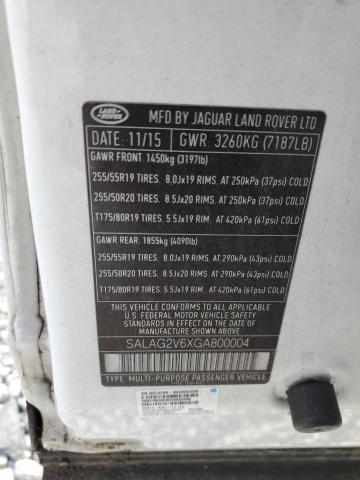 LAND ROVER
MFD BY JAGUAR LAND ROVER LTD
DATE: 11/15 GWR: 3260KG (7187LB)
GAWR FRONT: 1450kg (3197lb)
255/55R19 TIRES. 8.0Jx19 RIMS. AT 250kPa (37psi) COLD
255/50R20 TIRES. 8.5Jx20 RIMS. AT 250kPa (37psi) COLD
T175/80R19 TIRES. 5.5Jx19 RIM. AT 420kPa (61psi) COLD
GAWR REAR: 1855kg (4090lb)
255/55R19 TIRES. 8.0Jx19 RIMS. AT 290kPa (43psi) COLD
255/50R20 TIRES. 8.5Jx20 RIMS. AT 290kPa (43psi) COLD
T175/80R19 TIRES. 5.5Jx19 RIM. AT 420kPa (61psi) COLD
THIS VEHICLE CONFORMS TO ALL APPLICABLE
U.S. FEDERAL MOTOR VEHICLE SAFETY AND
THEFT PREVENTION STANDARDS IN EFFECT ON
THE DATE OF MANUFACTURE SHOWN ABOVE.
SALAG2V6XGA800004
TYPE: MULTI-PURPOSE PASSENGER VEHICLE